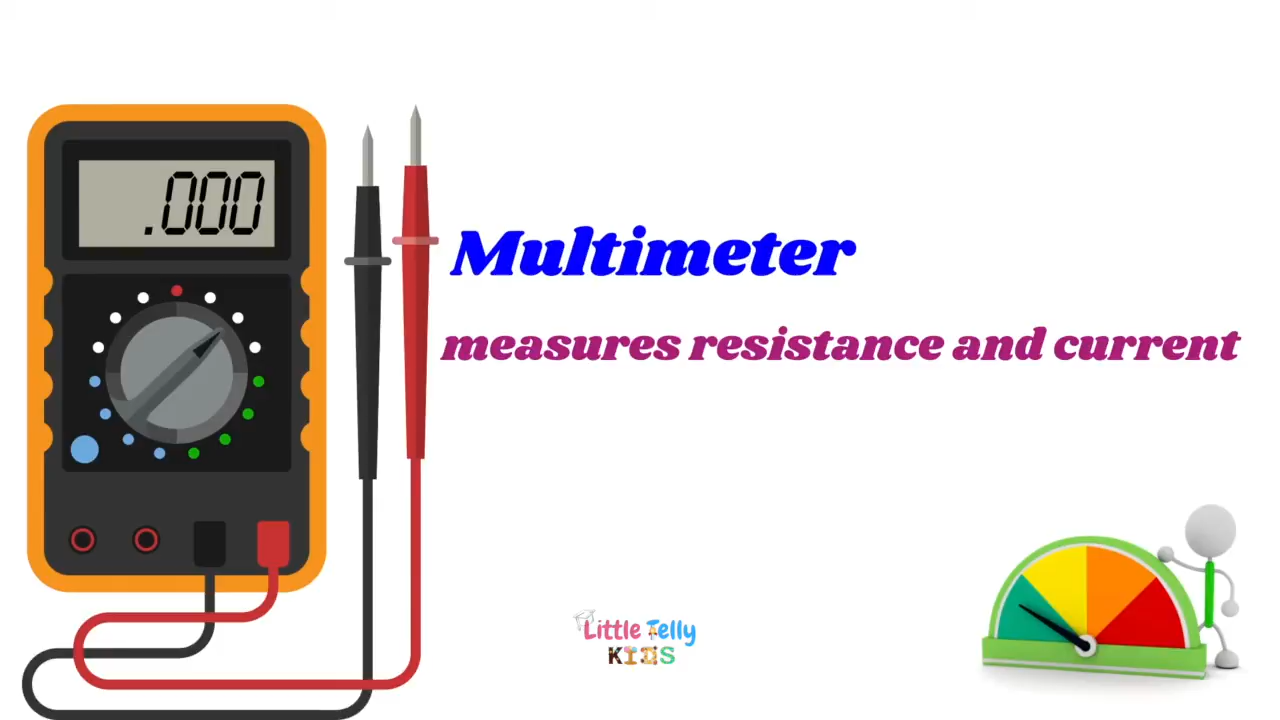 .000
Multimeter
measures resistance and current
Little Telly
KIDS